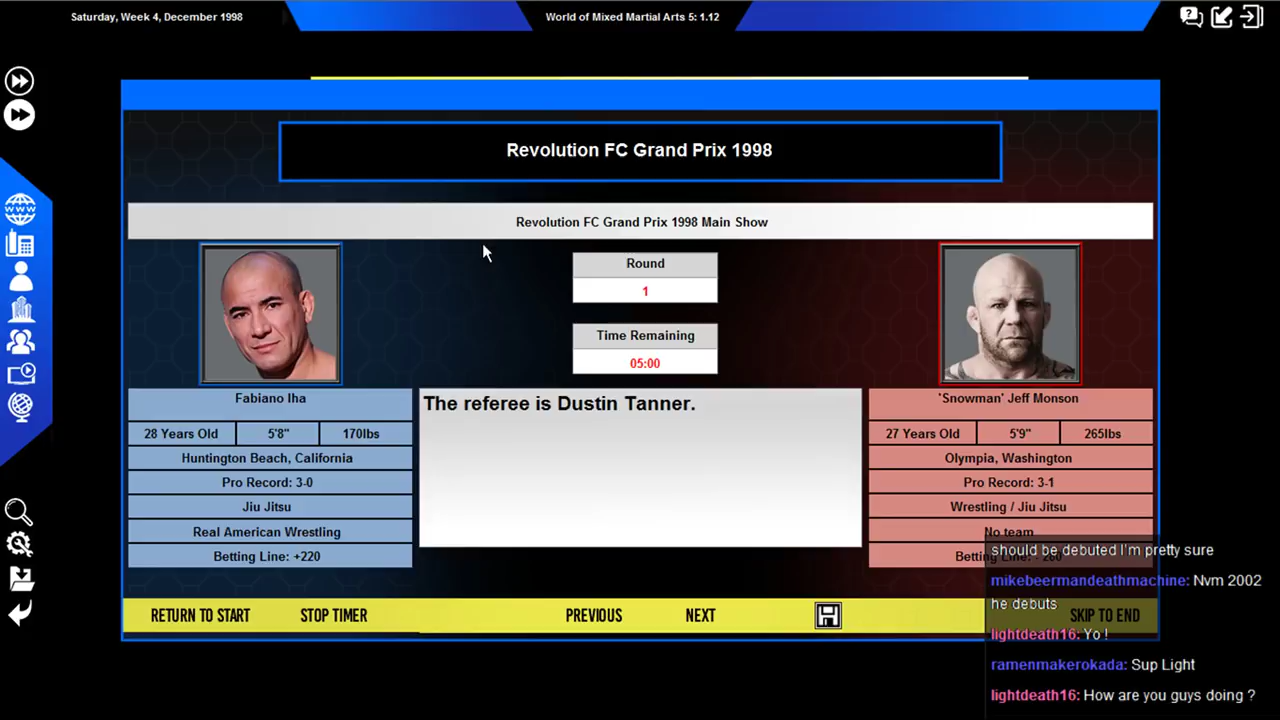 Saturday, Week 4, December 1998
World of Mixed Martial Arts 5: 1.12
Revolution FC Grand Prix 1998
Revolution FC Grand Prix 1998 Main Show
Round
1
Time Remaining
05:00
Fabiano Iha
28 Years Old 5'8" 170lbs
Huntington Beach, California
Pro Record: 3-0
Jiu Jitsu
Real American Wrestling
Betting Line: +220
The referee is Dustin Tanner.
'Snowman' Jeff Monson
27 Years Old 5'9" 265lbs
Olympia, Washington
Pro Record: 3-1
Wrestling / Jiu Jitsu
No team
should be debuted I'm pretty sure
mikebeermandeathmachine: Nvm 2002
he debuts
lightdeath16: Yo !
ramenmakerokada: Sup Light
lightdeath16: How are you guys doing ?
RETURN TO START STOP TIMER PREVIOUS NEXT SKIP TO END
WWW